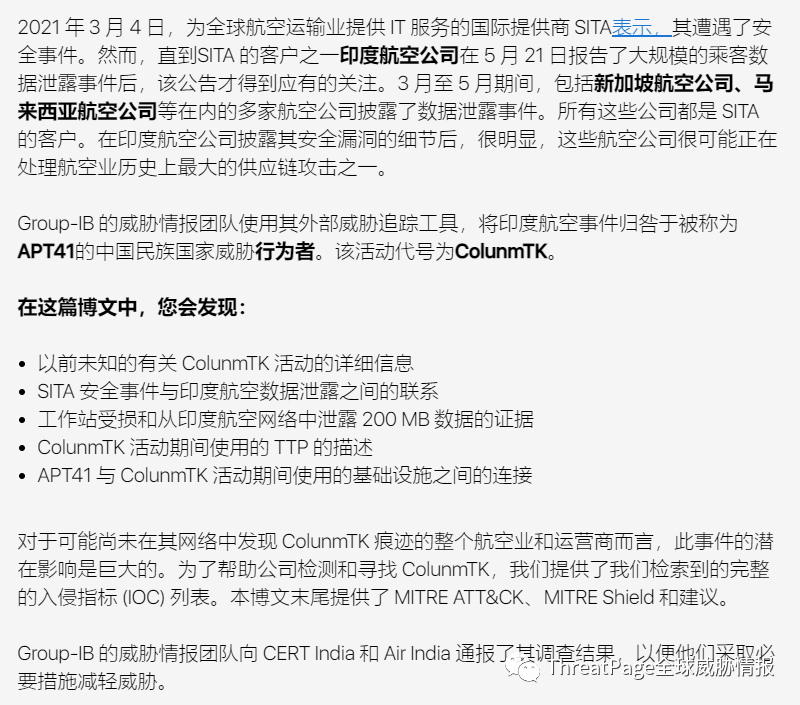 2021 年 3 月 4 日，为全球航空运输业提供 IT 服务的国际提供商 SITA表示，其遭遇了安
全事件。然而，直到SITA 的客户之一印度航空公司在 5 月 21 日报告了大规模的乘客数
据泄露事件后，该公告才得到应有的关注。3 月至 5 月期间，包括新加坡航空公司、马
来西亚航空公司等在内的多家航空公司披露了数据泄露事件。所有这些公司都是 SITA
的客户。在印度航空公司披露其安全漏洞的细节后，很明显，这些航空公司很可能正在
处理航空业历史上最大的供应链攻击之一。
Group-IB 的威胁情报团队使用其外部威胁追踪工具，将印度航空事件归咎于被称为
APT41的中国民族国家威胁行为者。该活动代号为ColunmTK。
在这篇博文中，您会发现：
• 以前未知的有关 ColunmTK 活动的详细信息
• SITA 安全事件与印度航空数据泄露之间的联系
• 工作站受损和从印度航空网络中泄露 200 MB 数据的证据
• ColunmTK 活动期间使用的 TTP 的描述
• APT41 与 ColunmTK 活动期间使用的基础设施之间的连接
对于可能尚未在其网络中发现 ColunmTK 痕迹的整个航空业和运营商而言，此事件的潜
在影响是巨大的。为了帮助公司检测和寻找 ColunmTK，我们提供了我们检索到的完整
的入侵指标 (IOC) 列表。本博文末尾提供了 MITRE ATT&CK、MITRE Shield 和建议。
Group-IB 的威胁情报团队向 CERT India 和 Air India 通报了其调查结果，以便他们采取必
要措施减轻威胁。
ThreatPage全球威胁情报